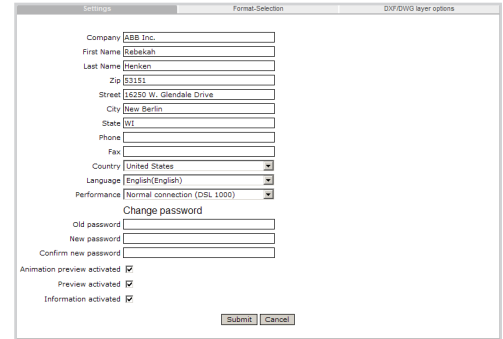 Settings Format-Selection DXF/DWG layer options
Company ABB Inc.
First Name Rebekah
Last Name Henken
Zip 53151
Street 16250 W. Glendale Drive
City New Berlin
State WI
Phone
Fax
Country United States
Language English(English)
Performance Normal connection (DSL 1000)
Change password
Old password
New password
Confirm new password
Animation preview activated
Preview activated
Information activated
Submit Cancel